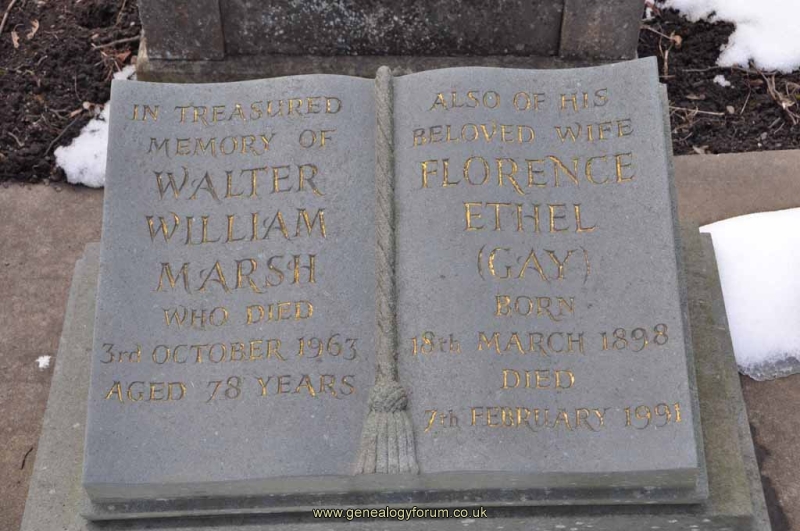 IN TREASURED
MEMORY OF
WALTER
WILLIAM
MARSH
WHO DIED
3rd OCTOBER 1963
AGED 78 YEARS
ALSO OF HIS
BELOVED WIFE
FLORENCE
ETHEL
(GAY)
BORN
18th MARCH 1898
DIED
7th FEBRUARY 1991
www.genealogyforum.co.uk